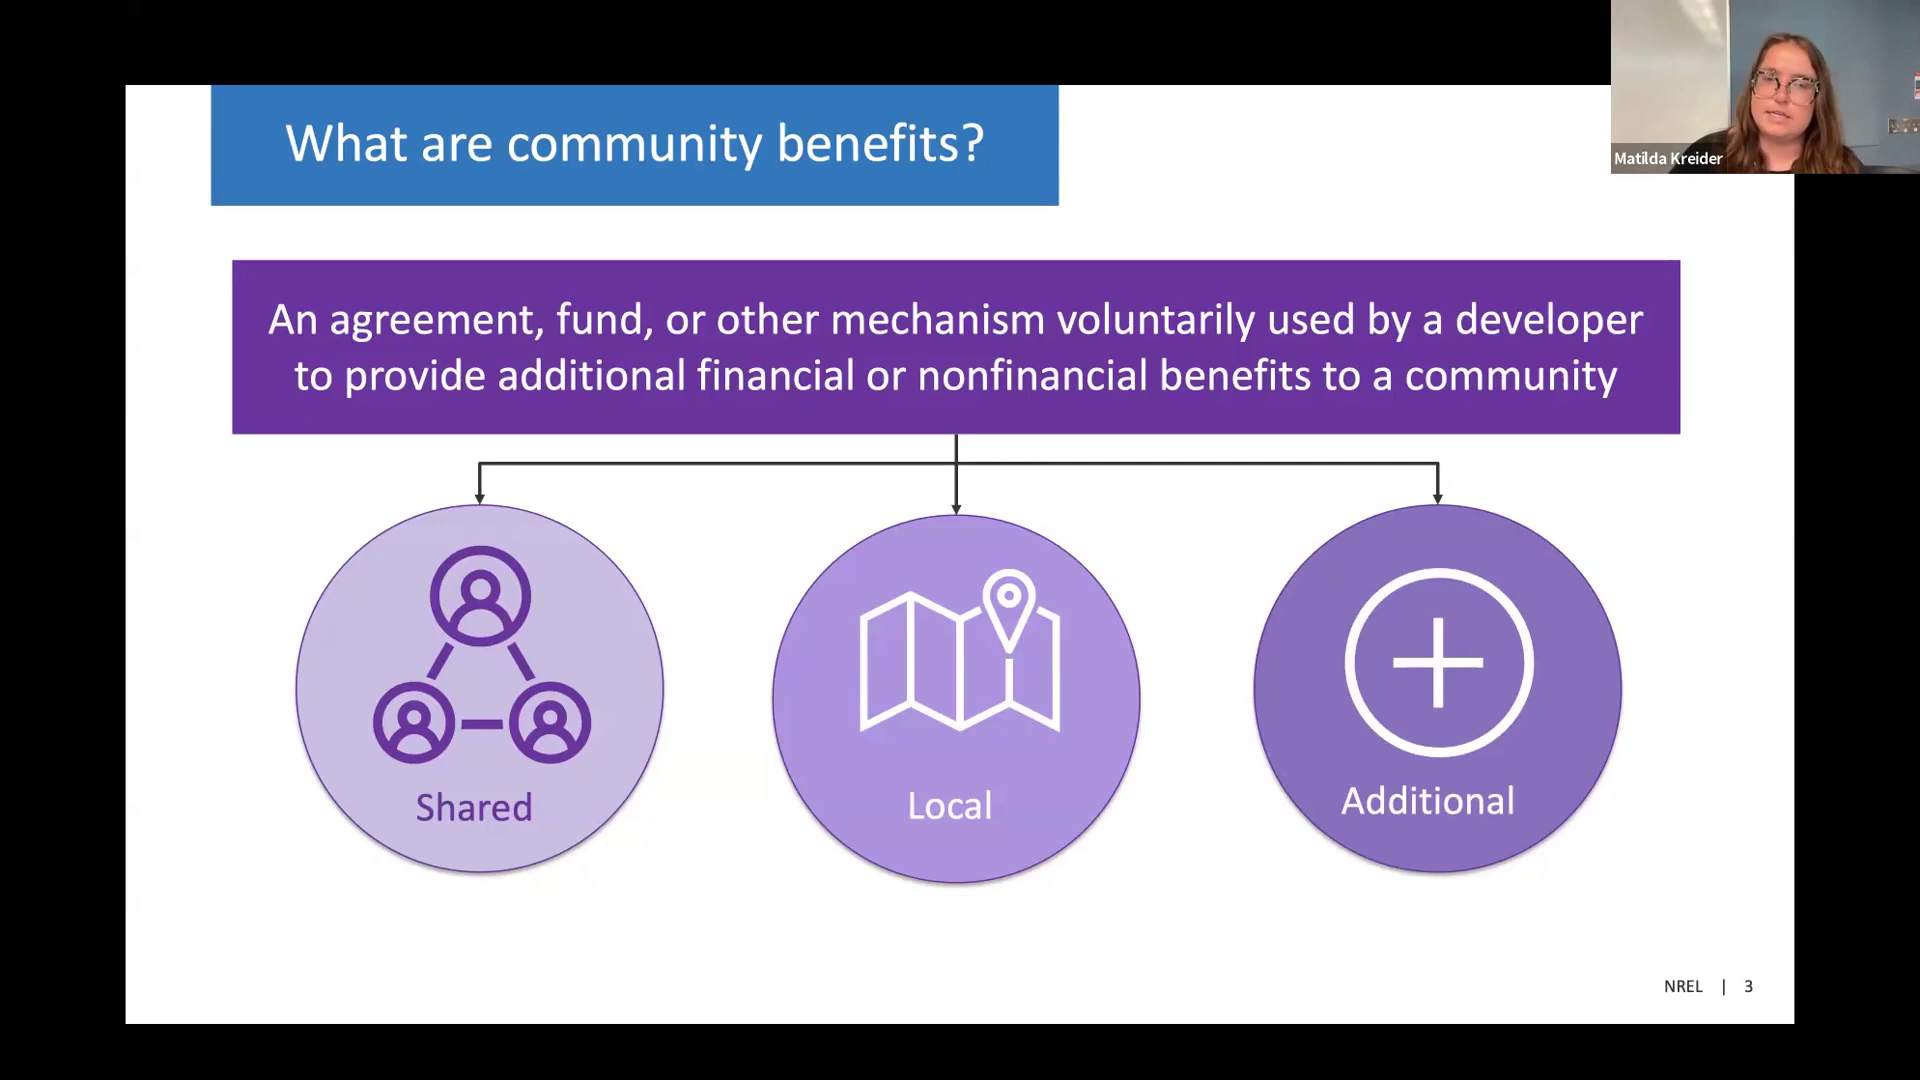 What are community benefits?
Matilda Kreider
An agreement, fund, or other mechanism voluntarily used by a developer
to provide additional financial or nonfinancial benefits to a community
Shared
Local
Additional
NREL | 3